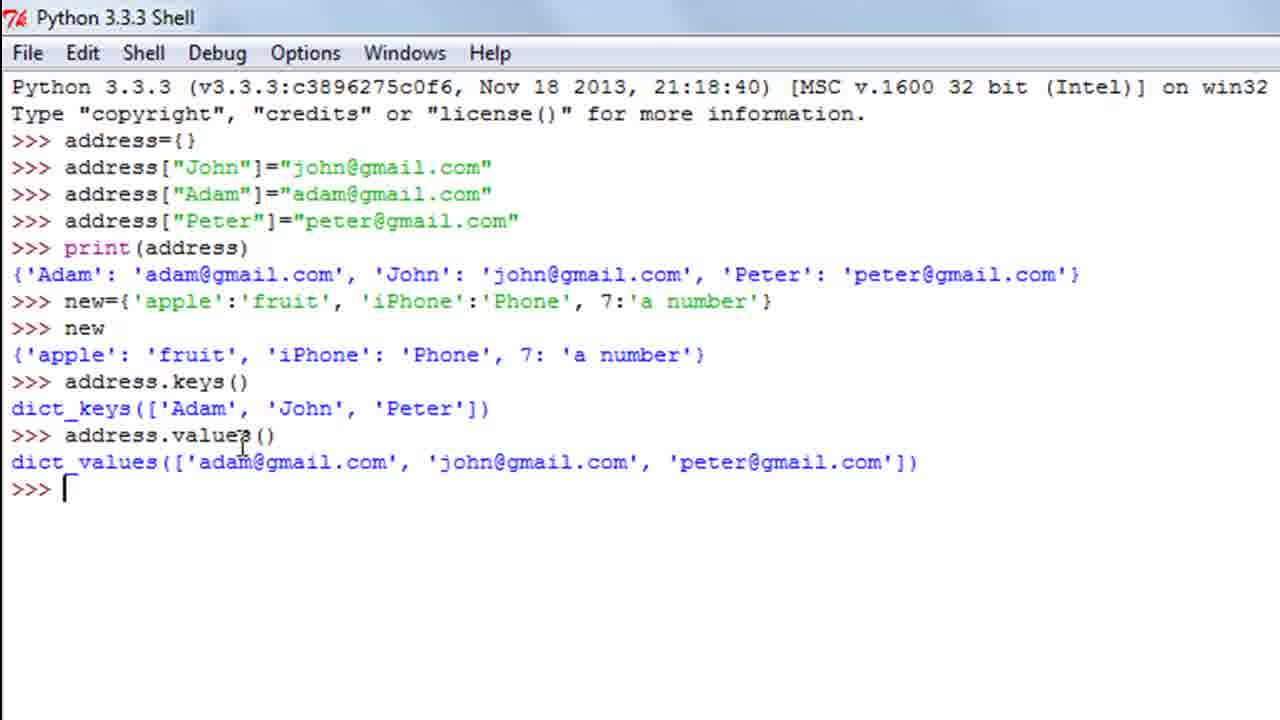 Python 3.3.3 Shell
File Edit Shell Debug Options Windows Help
Python 3.3.3 (v3.3.3:c3896275c0f6, Nov 18 2013, 21:18:40) [MSC v.1600 32 bit (Intel)] on win32
Type "copyright", "credits" or "license()" for more information.
>>> address={}
>>> address["John"]="john@gmail.com"
>>> address["Adam"]="adam@gmail.com"
>>> address["Peter"]="peter@gmail.com"
>>> print(address)
{'Adam': 'adam@gmail.com', 'John': 'john@gmail.com', 'Peter': 'peter@gmail.com'}
>>> new={'apple':'fruit', 'iPhone':'Phone', 7:'a number'}
>>> new
{'apple': 'fruit', 'iPhone': 'Phone', 7: 'a number'}
>>> address.keys()
dict_keys(['Adam', 'John', 'Peter'])
>>> address.values()
dict_values(['adam@gmail.com', 'john@gmail.com', 'peter@gmail.com'])
>>>